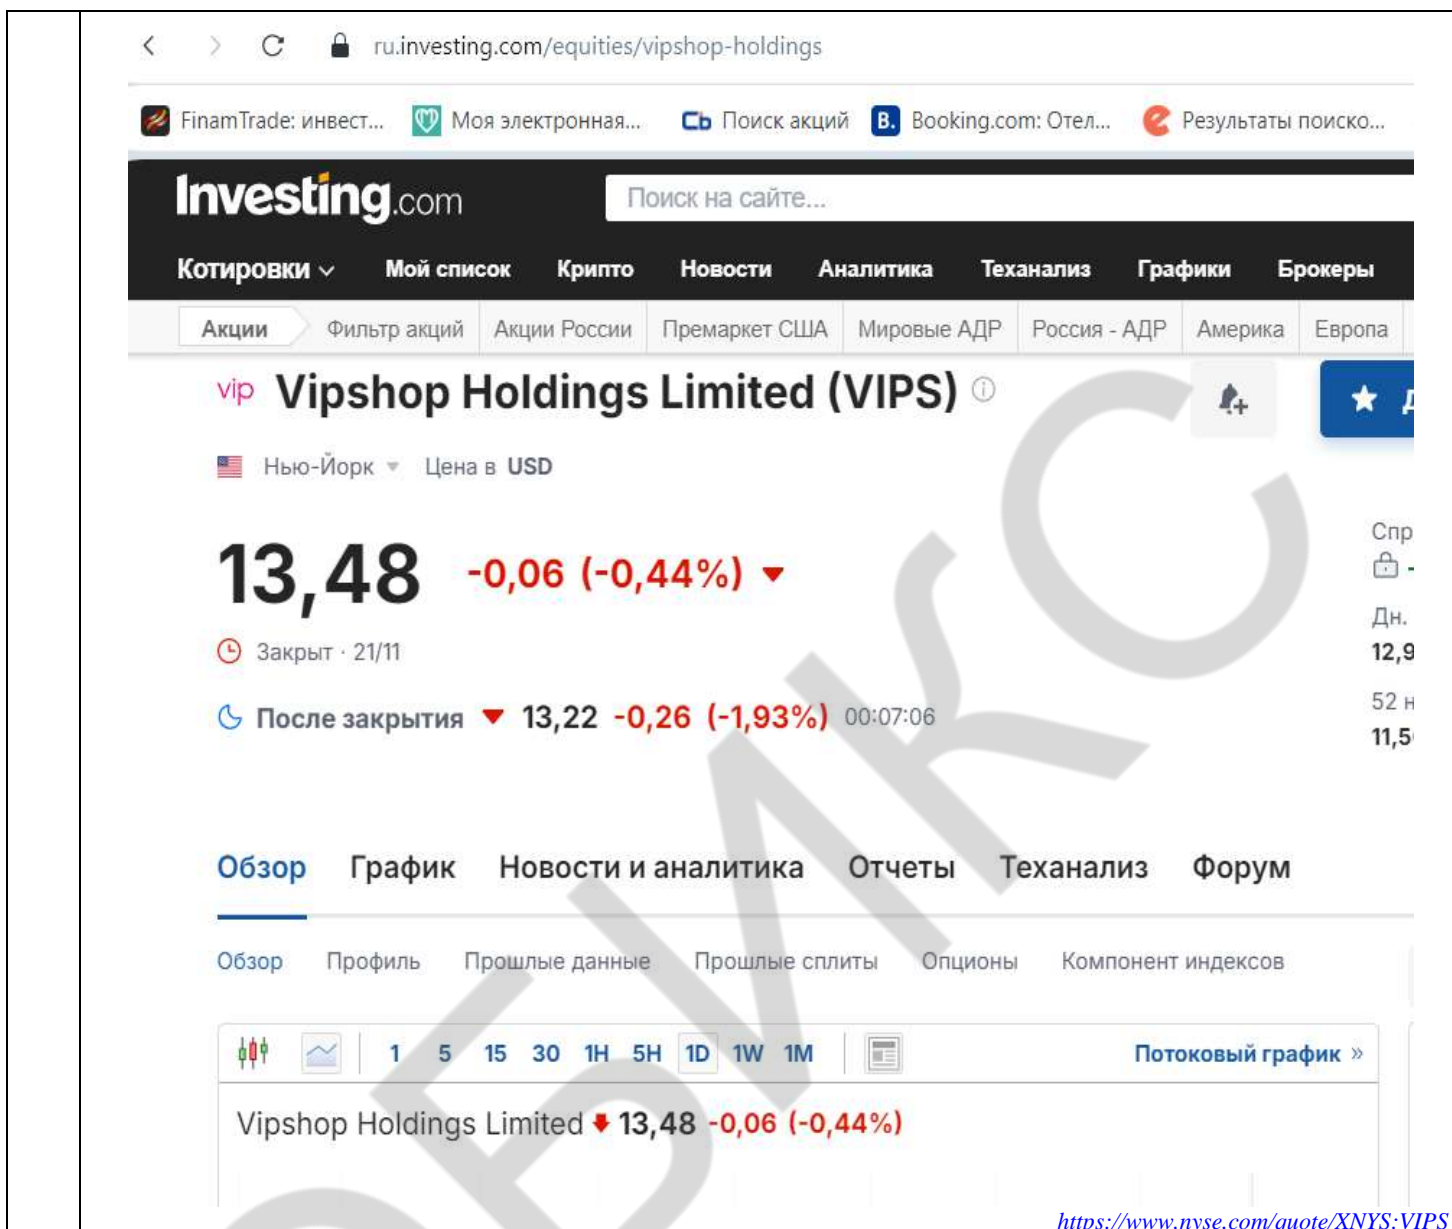 ru.investing.com/equities/vipshop-holdings
FinamTrade: инвест... Моя электронная... Сb Поиск акций B. Booking.com: Отел... Результаты поиско...
Investing.com Поиск на сайте...
Котировки Мой список Крипто Новости Аналитика Теханализ Графики Брокеры
Акции Фильтр акций Акции России Премаркет США Мировые АДР Россия - АДР Америка Европа
vip Vipshop Holdings Limited (VIPS)
Нью-Йорк Цена в USD
Спр
13,48 -0,06 (-0,44%)
Дн.
Закрыт · 21/11
12,9
52 н
После закрытия 13,22 -0,26 (-1,93%) 00:07:06
11,5
Обзор График Новости и аналитика Отчеты Теханализ Форум
Обзор Профиль Прошлые данные Прошлые сплиты Опционы Компонент индексов
1 5 15 30 1H 5H 1D 1W 1M Потоковый график »
Vipshop Holdings Limited 13,48 -0,06 (-0,44%)
https://www.nyse.com/quote/XNYS:VIPS
ОБИКС